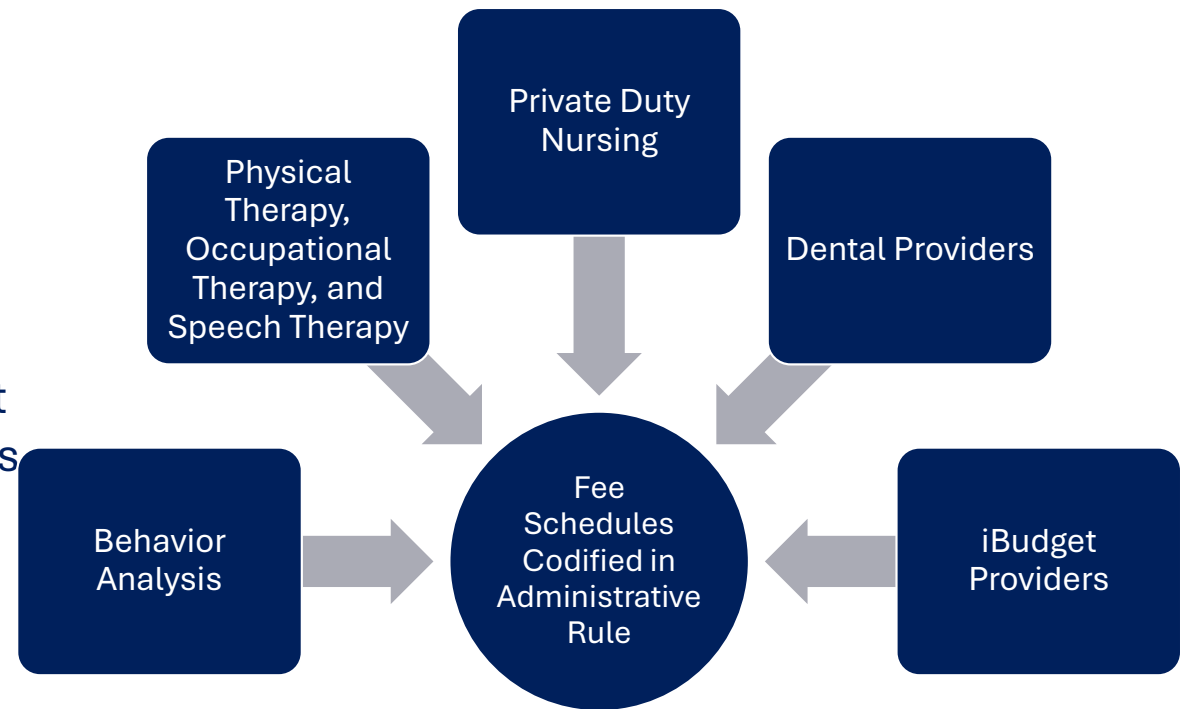 Private Duty
Nursing
Physical
Therapy,
Occupational
Therapy, and
Speech Therapy
Dental Providers
Behavior
Analysis
Fee
Schedules
Codified in
Administrative
Rule
iBudget
Providers